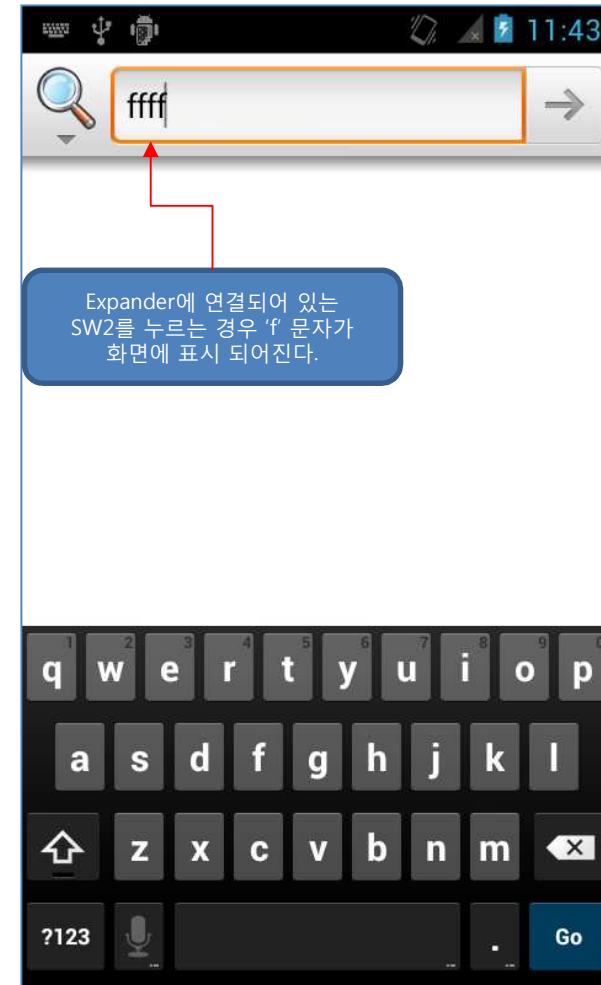 11:43
ffff
Expander에 연결되어 있는
SW2를 누르는 경우 ‘f’ 문자가
화면에 표시 되어진다.
1 2 3 4 5 6 7 8 9
q w e r t y u i o p
a s d f g h j k l
z x c v b n m
?123 . Go